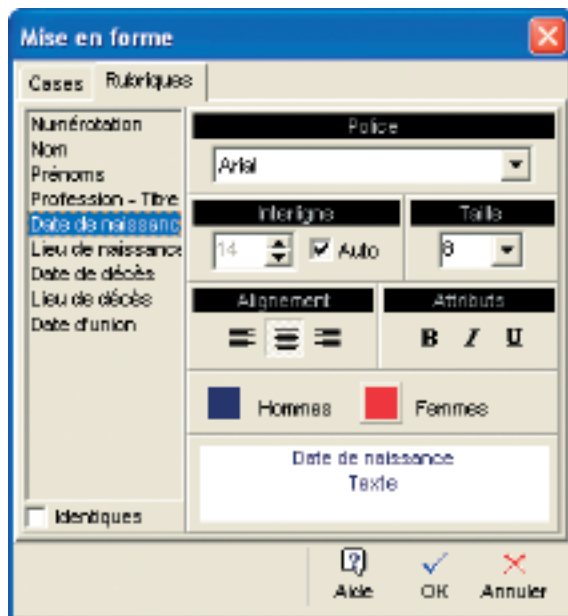 Mise en forme
Cases Rubriques
Numérotation
Nom
Prénoms
Profession - Titre
Date de naissanc
Lieu de naissance
Date de décès
Lieu de décès
Date d'union
Identiques
Police
Arial
Interligne Taille
14 Auto 8
Alignement Attributs
B I U
Hommes Femmes
Date de naissance
Texte
Aide OK Annuler